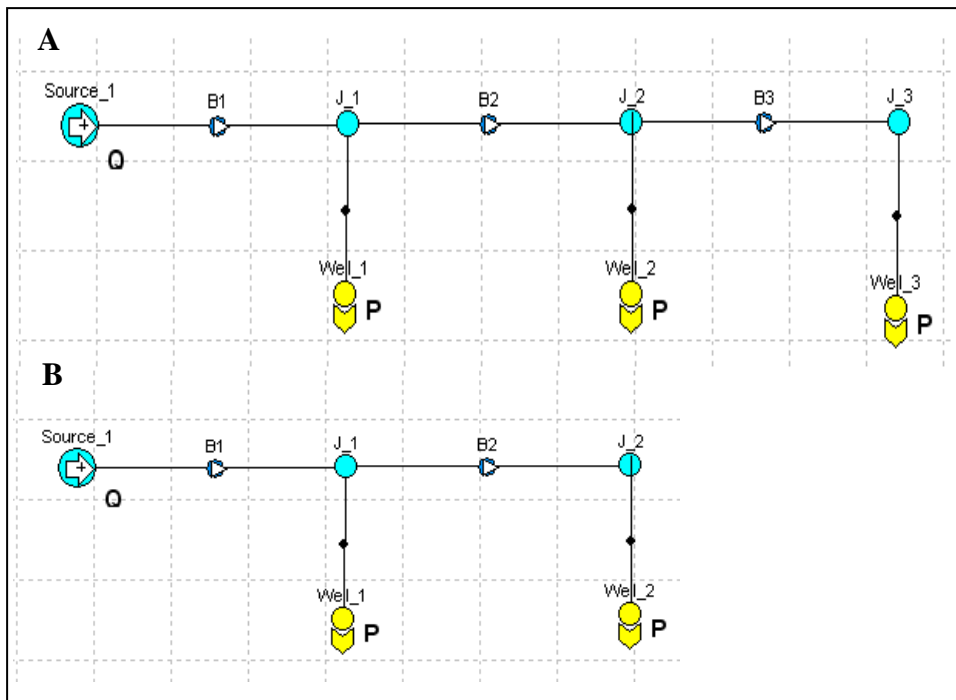 A
Source_1
B1
J_1
B2
J_2
B3
J_3
Q
Well_1
P
Well_2
P
Well_3
P
B
Source_1
B1
J_1
B2
J_2
Q
Well_1
P
Well_2
P